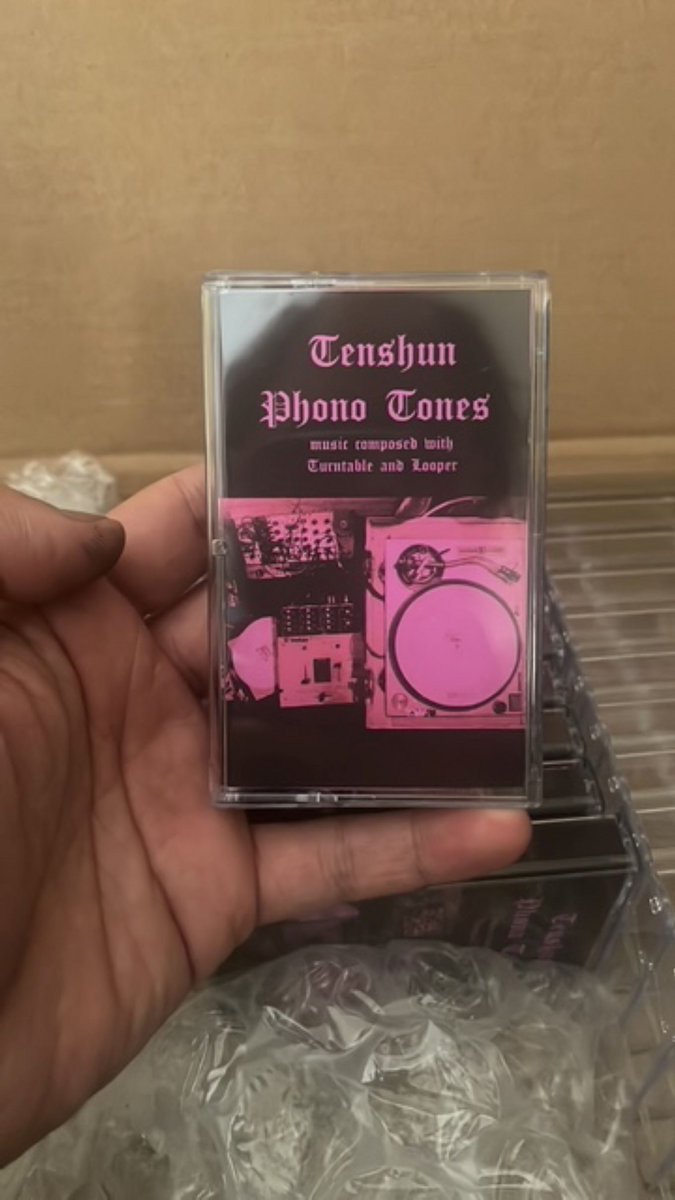 Tenshun
Phono Tones
music composed with
Turntable and Looper